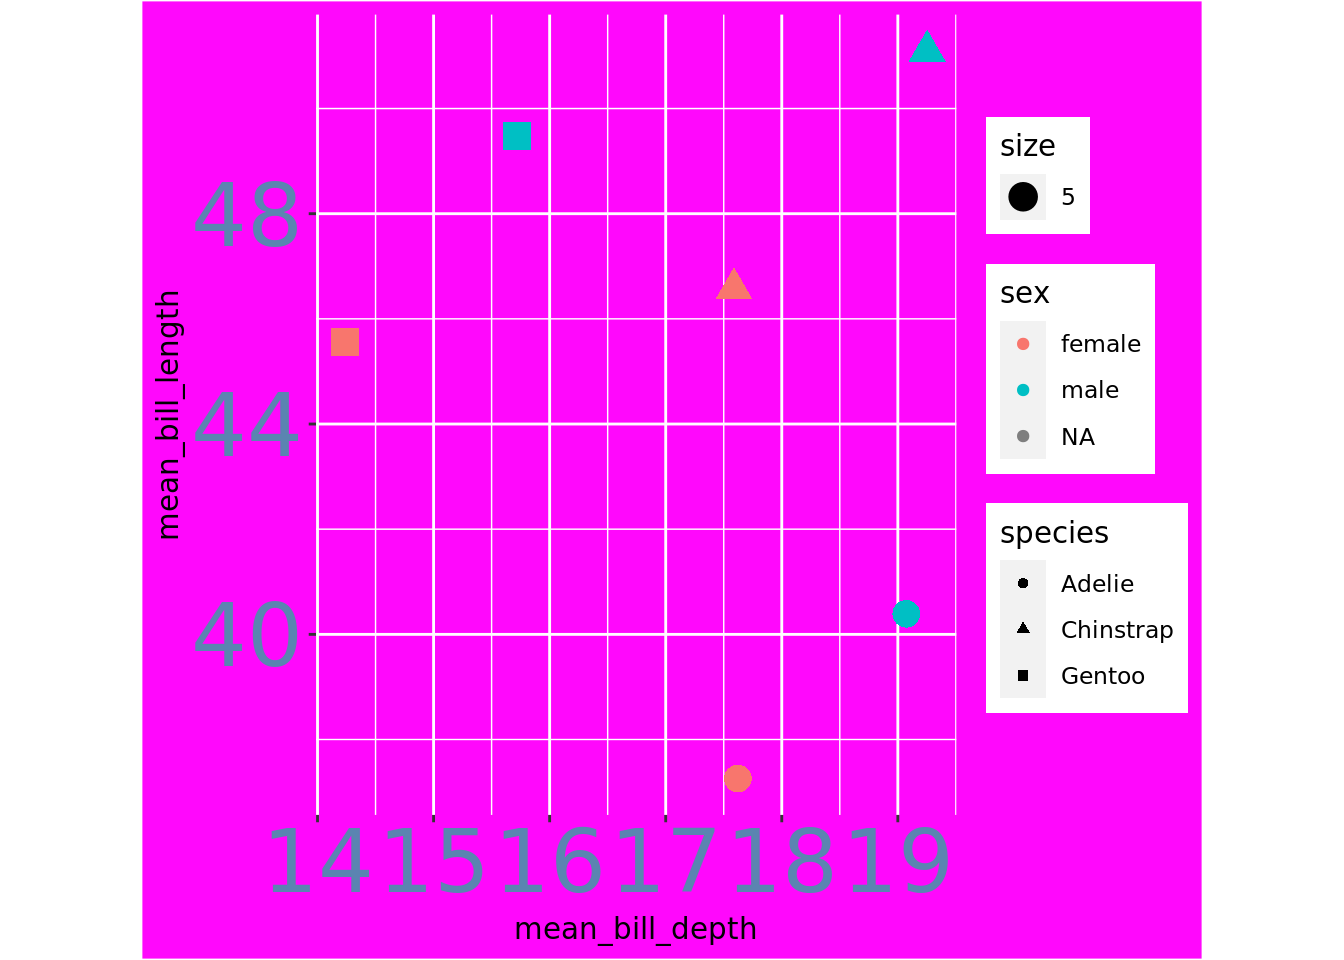 mean_bill_length
48
44
40
14 15 16 17 18 19
mean_bill_depth
size
5
sex
female
male
NA
species
Adelie
Chinstrap
Gentoo